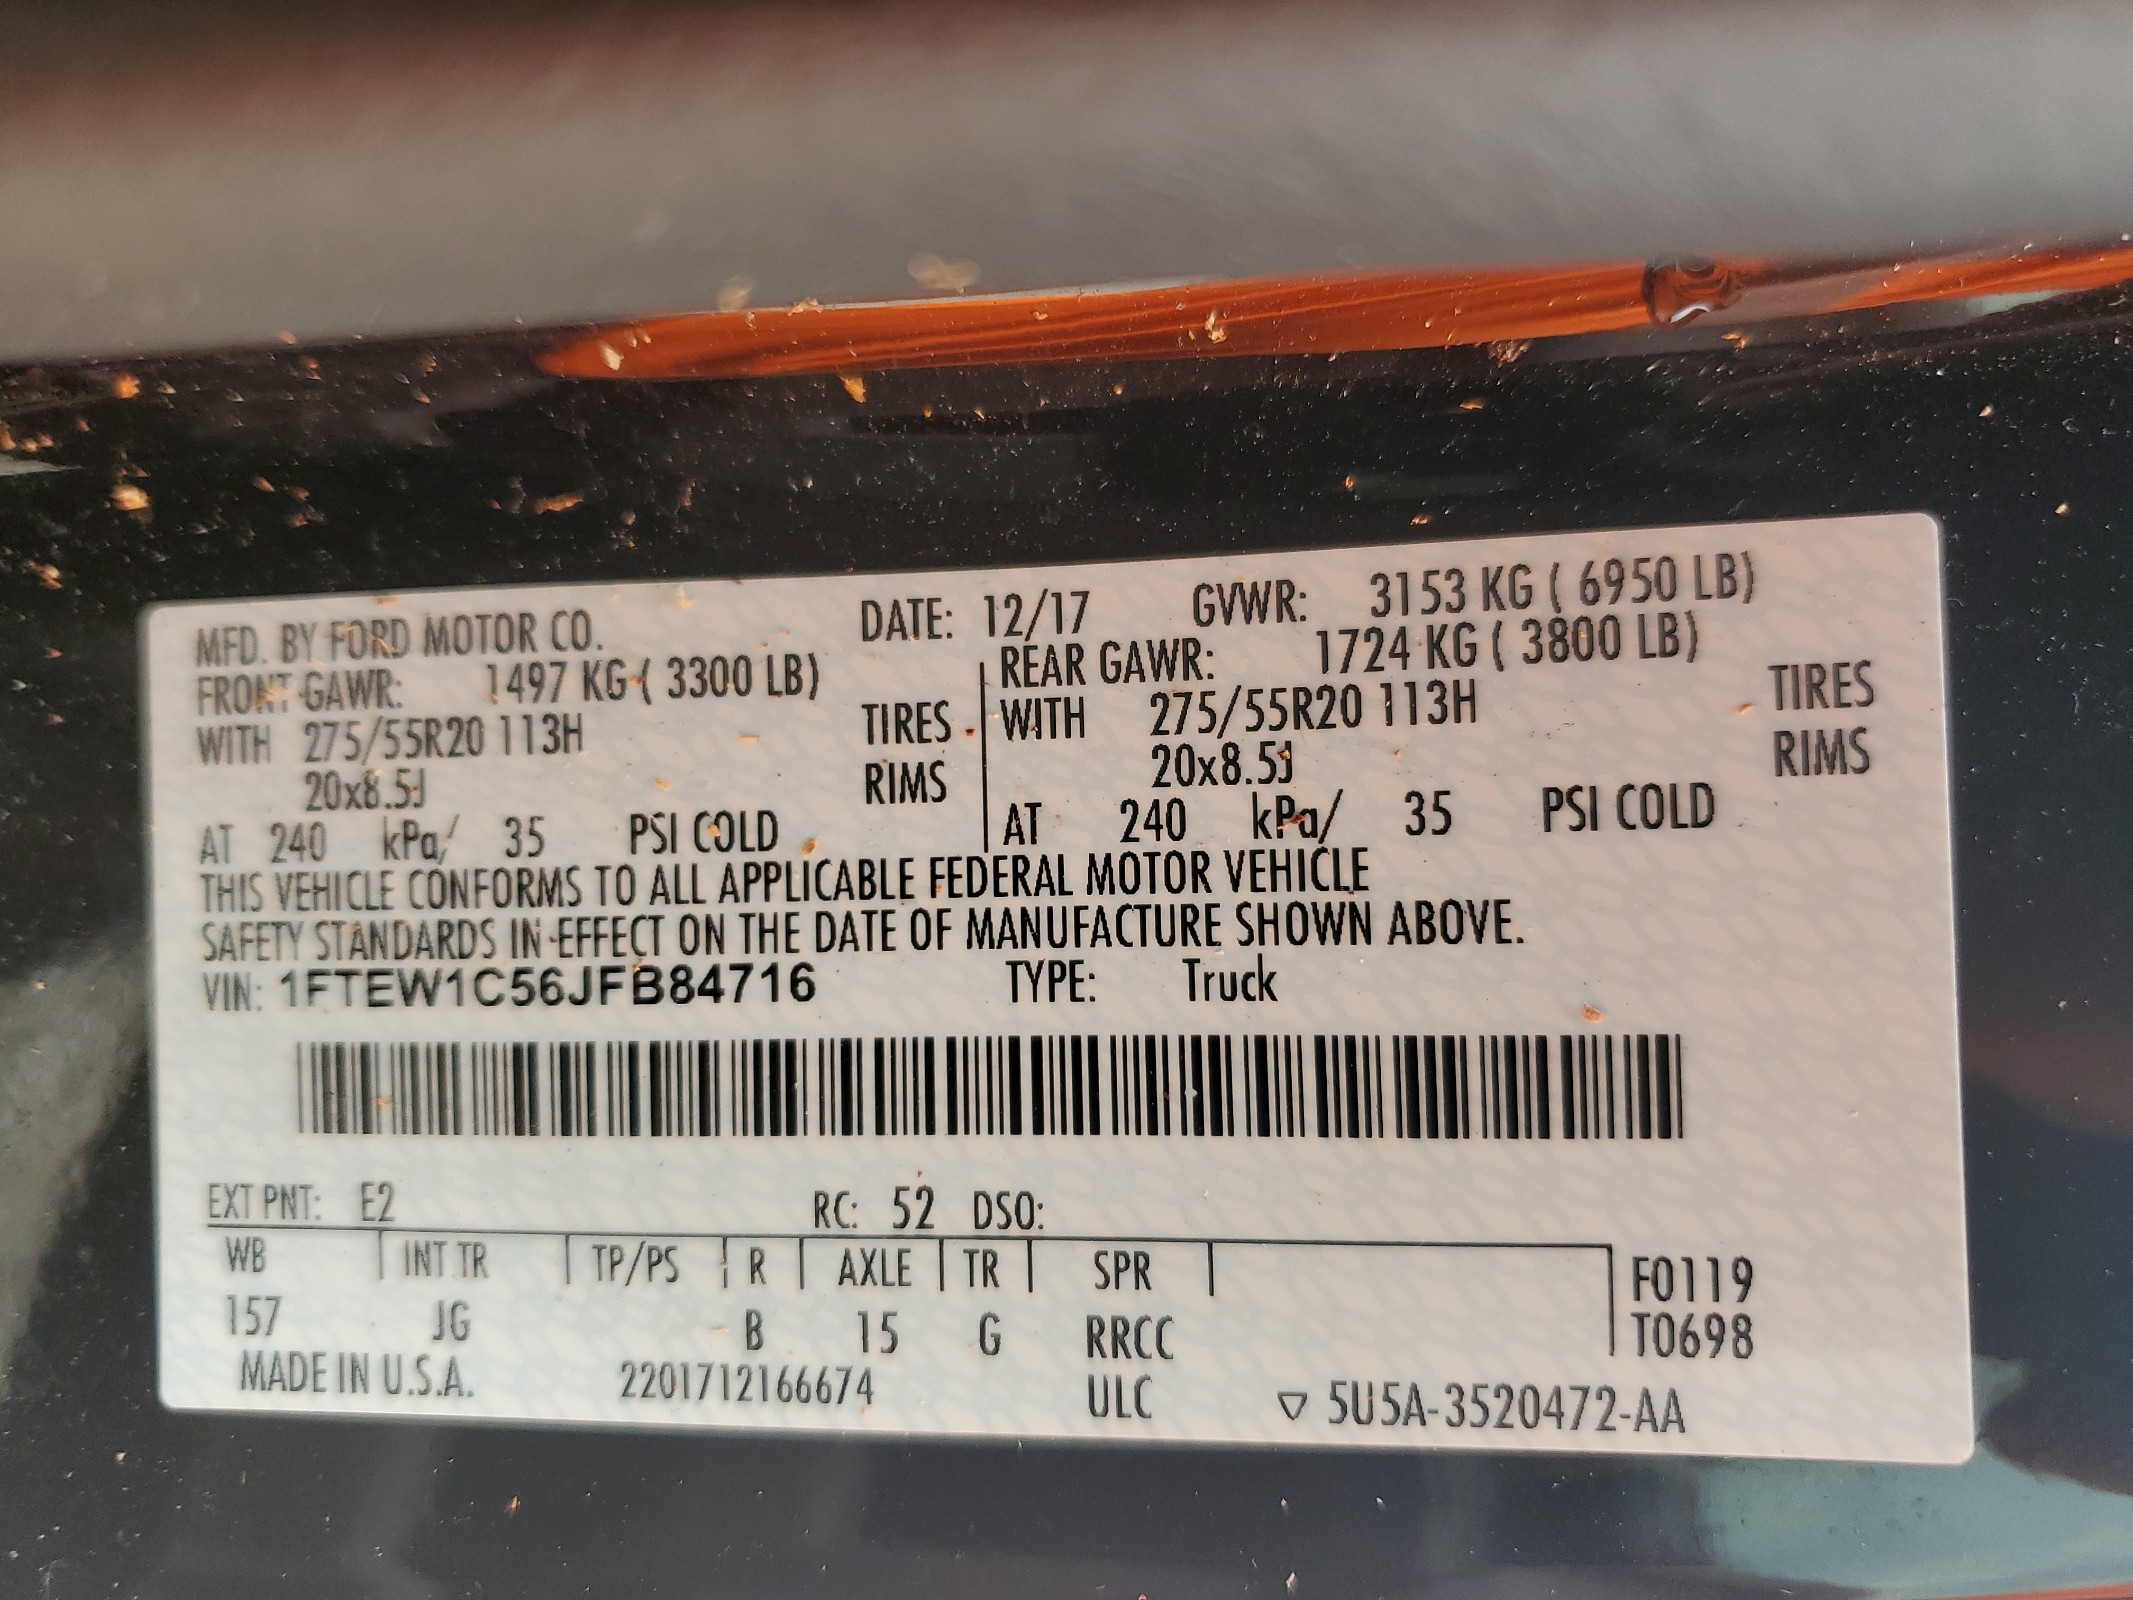 MFD. BY FORD MOTOR CO. DATE: 12/17 GVWR: 3153 KG ( 6950 LB)
FRONT GAWR: 1497 KG ( 3300 LB) REAR GAWR: 1724 KG ( 3800 LB)
WITH 275/55R20 113H TIRES WITH 275/55R20 113H TIRES
20x8.5J RIMS 20x8.5J RIMS
AT 240 kPa/ 35 PSI COLD AT 240 kPa/ 35 PSI COLD
THIS VEHICLE CONFORMS TO ALL APPLICABLE FEDERAL MOTOR VEHICLE
SAFETY STANDARDS IN EFFECT ON THE DATE OF MANUFACTURE SHOWN ABOVE.
VIN: 1FTEW1C56JFB84716 TYPE: Truck
EXT PNT: E2 RC: 52 DSO:
WB INT TR TP/PS R AXLE TR SPR F0119
157 JG B 15 G RRCC T0698
MADE IN U.S.A. 2201712166674 ULC ▽ 5U5A-3520472-AA